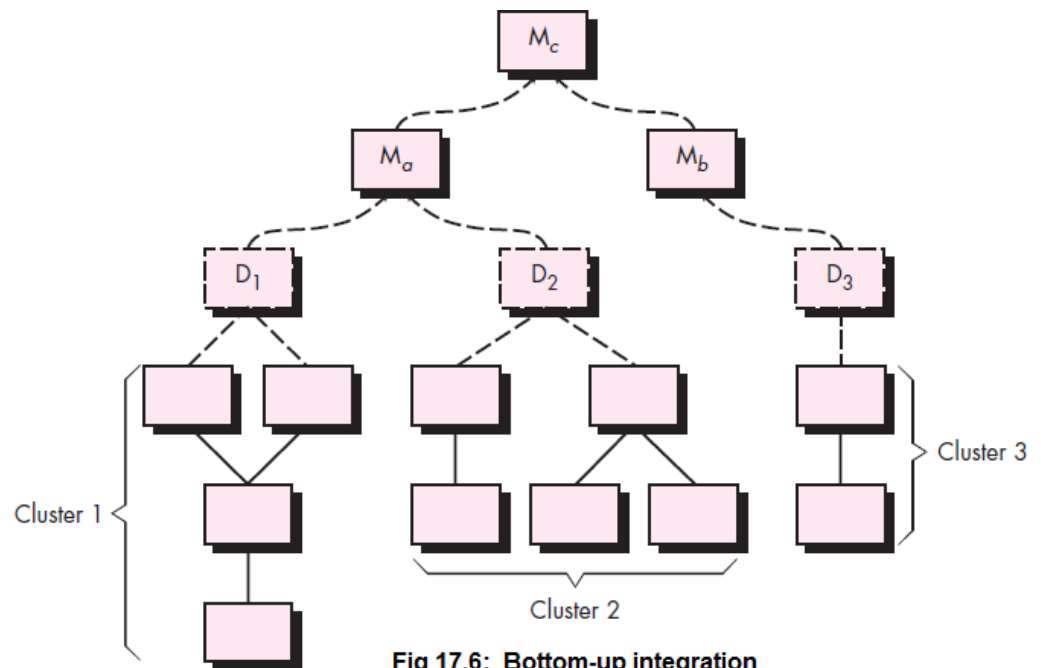 Mc
Ma
Mb
D1
D2
D3
Cluster 1
Cluster 2
Cluster 3
Fig 17.6: Bottom-up integration